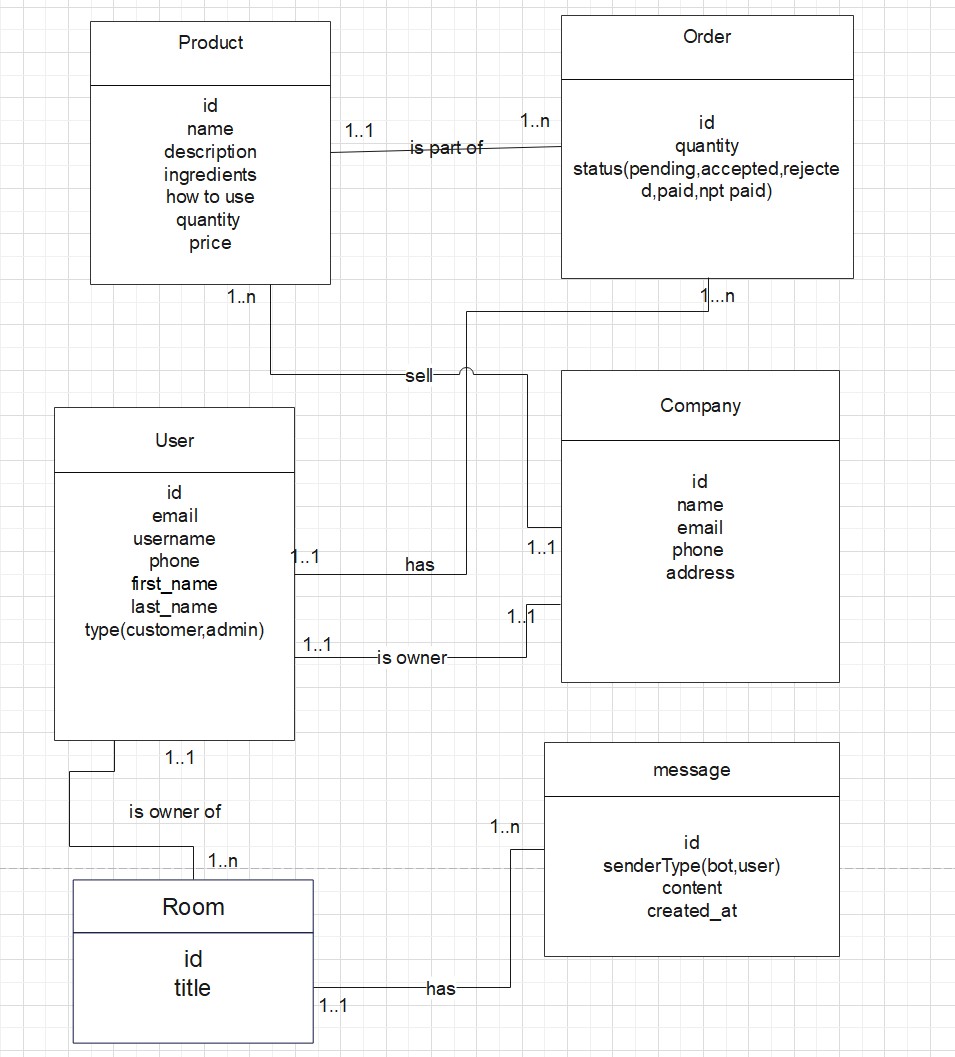 Product
id
name
description
ingredients
how to use
quantity
price
1..1
is part of
1..n
Order
id
quantity
status(pending,accepted,rejecte
d,paid,npt paid)
1..n
sell
1...n
Company
id
name
email
phone
address
1..1
User
id
email
username
phone
first_name
last_name
type(customer,admin)
1..1
has
1..1
is owner
1..1
1..1
is owner of
1..n
Room
id
title
1..1
has
1..n
message
id
senderType(bot,user)
content
created_at